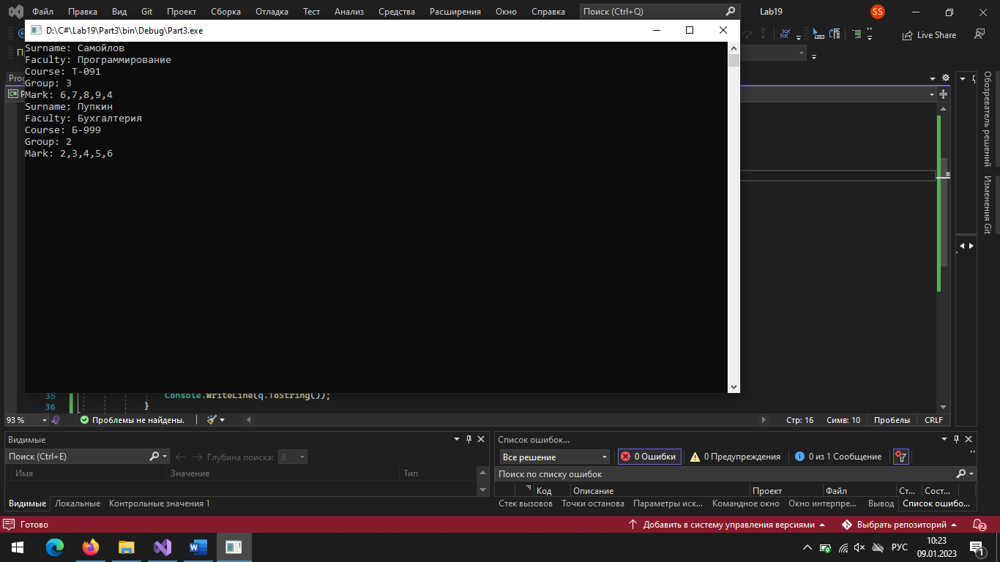 Файл Правка Вид Git Проект Сборка Отладка Тест Анализ Средства Расширения Окно Справка Поиск (Ctrl+Q) Lab19 SS
D:\C#\Lab19\Part3\bin\Debug\Part3.exe
Live Share
Surname: Самойлов
Faculty: Программирование
Course: Т-091
Group: 3
Mark: 6,7,8,9,4
Surname: Пупкин
Faculty: Бухгалтерия
Course: Б-999
Group: 2
Mark: 2,3,4,5,6
Обозреватель решений
Изменения Git
35 Console.WriteLine(q.ToString());
36 }
93 % Проблемы не найдены. Стр: 16 Симв: 10 Пробелы CRLF
Видимые
Поиск (Ctrl+E) Глубина поиска: 3
Имя Значение Тип
Видимые Локальные Контрольные значения 1
Список ошибок...
Все решение 0 Ошибки 0 Предупреждения 0 из 1 Сообщение
Поиск по списку ошибок
Код Описание Проект Файл Ст... Сост...
Стек вызовов Точки останова Параметры иск... Командное окно Окно интерпре... Вывод Список ошибо...
Готово Добавить в систему управления версиями Выбрать репозиторий 2
РУС 10:23
09.01.2023 1